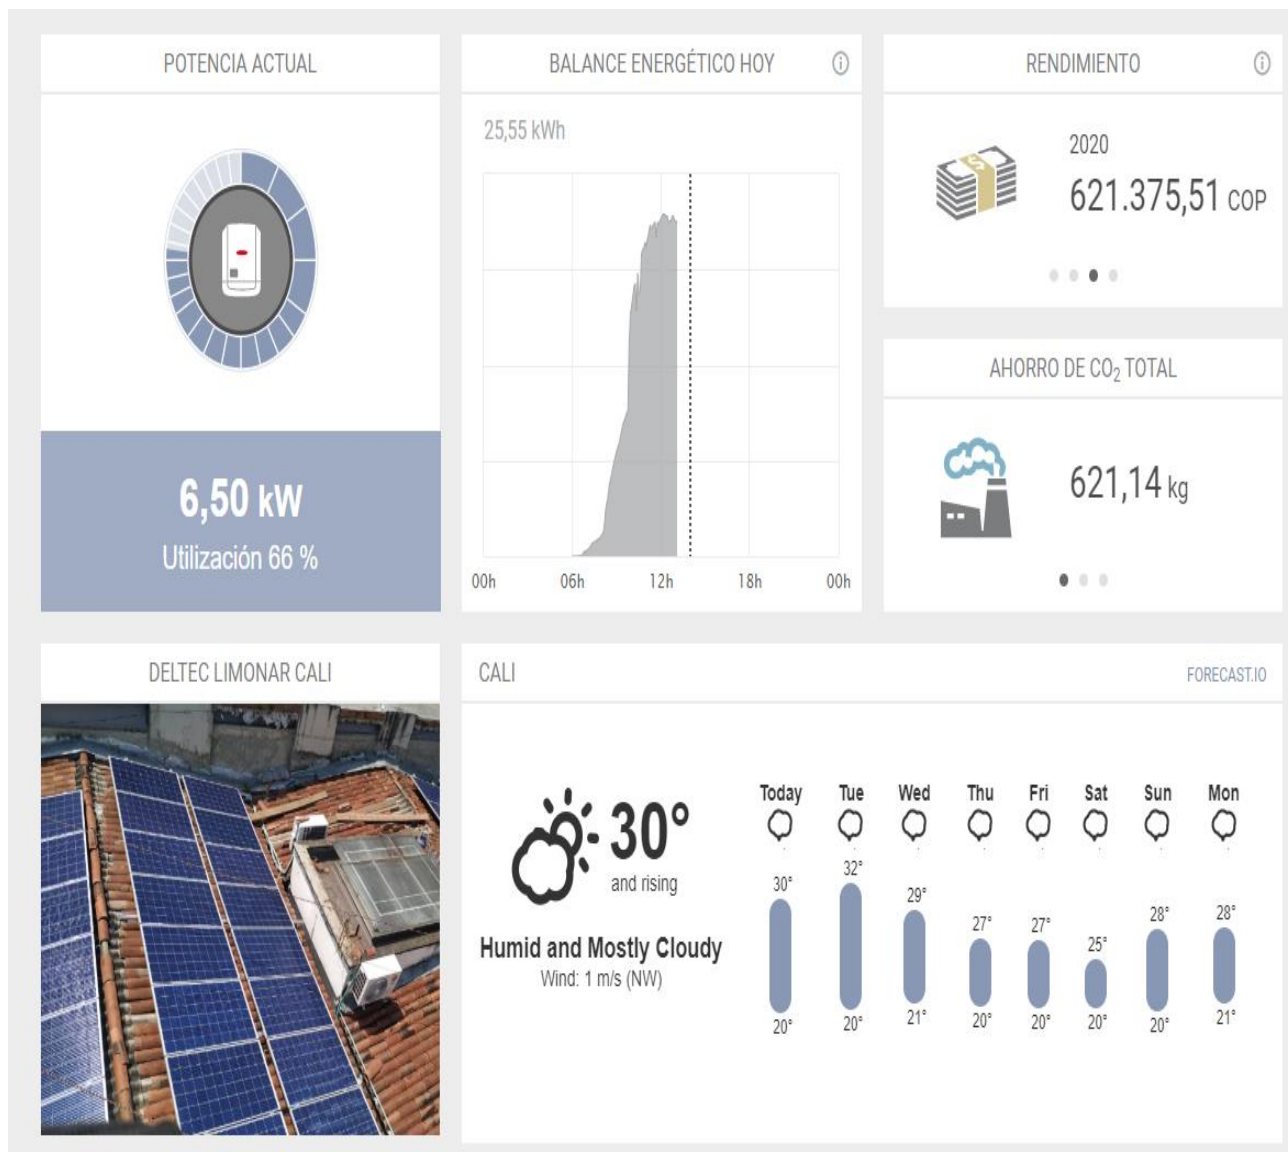 POTENCIA ACTUAL
6,50 kW
Utilización 66 %
BALANCE ENERGÉTICO HOY
25,55 kWh
00h 06h 12h 18h 00h
RENDIMIENTO
2020
621.375,51 COP
AHORRO DE CO₂ TOTAL
621,14 kg
DELTEC LIMONAR CALI
CALI
FORECAST.IO
30°
and rising
Humid and Mostly Cloudy
Wind: 1 m/s (NW)
Today Tue Wed Thu Fri Sat Sun Mon
30° 32° 29° 27° 27° 25° 28° 28°
20° 20° 21° 20° 20° 20° 20° 21°